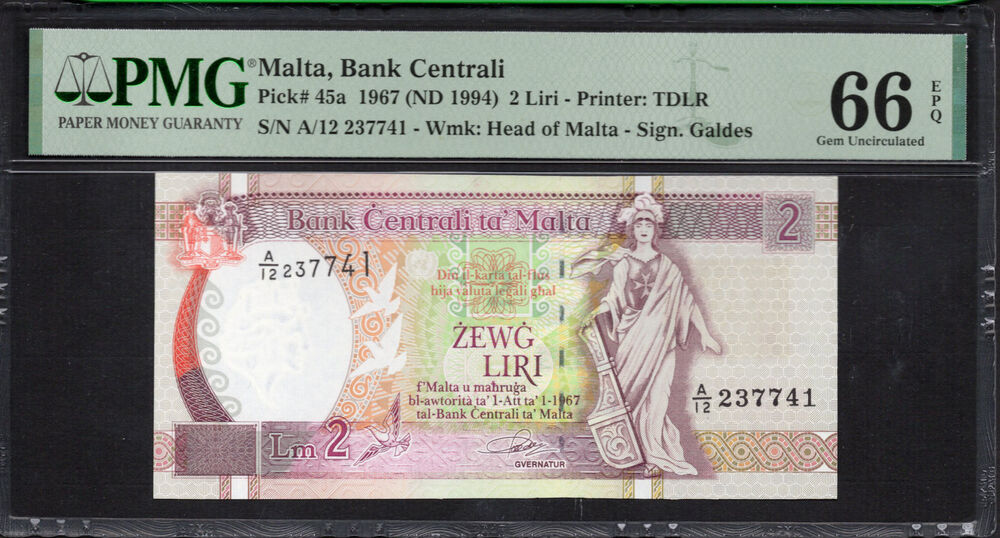 PMG®
PAPER MONEY GUARANTY
Malta, Bank Centrali
Pick# 45a 1967 (ND 1994) 2 Liri - Printer: TDLR
S/N A/12 237741 - Wmk: Head of Malta - Sign. Galdes
66
EPQ
Gem Uncirculated
Bank Ċentrali ta' Malta
2
A/12 237741
Din il-karta tal-flus
hija valuta legali għal
ŻEWĠ
LIRI
f'Malta u maħruġa
bl-awtorità ta' l-Att ta' l-1967
tal-Bank Ċentrali ta' Malta
A/12 237741
Lm 2
GVERNATUR